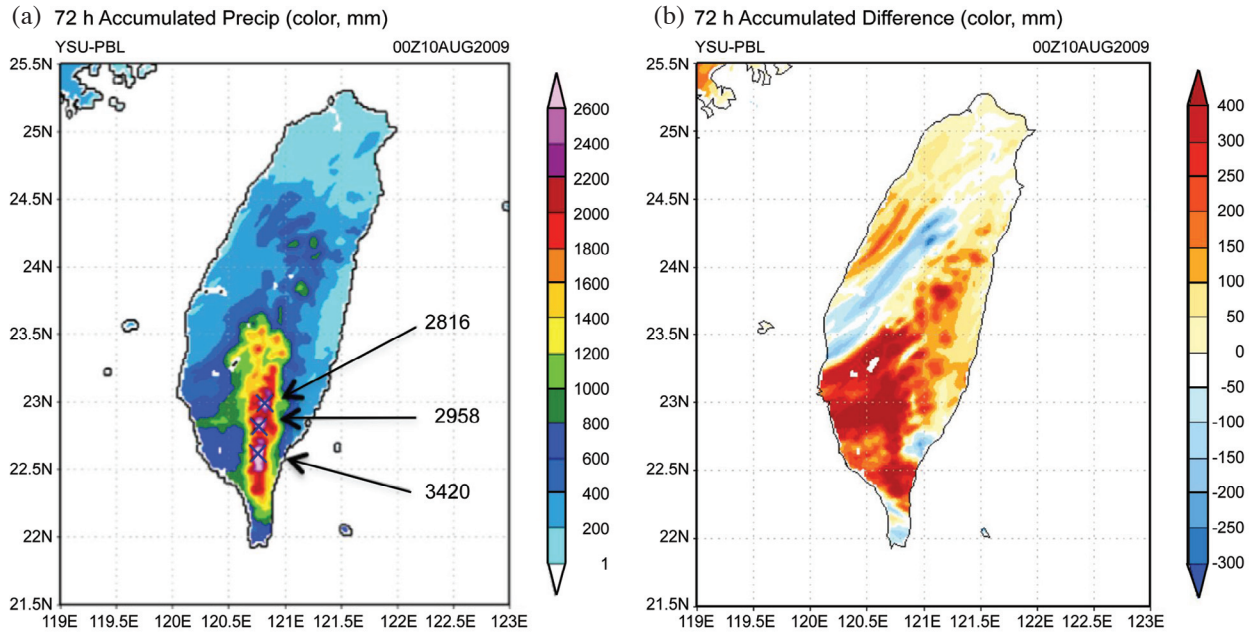 (a) 72 h Accumulated Precip (color, mm)
YSU-PBL 00Z10AUG2009
25.5N
25N
24.5N
24N
23.5N
23N
22.5N
22N
21.5N
119E 119.5E 120E 120.5E 121E 121.5E 122E 122.5E 123E
2816
2958
3420
2600
2400
2200
2000
1800
1600
1400
1200
1000
800
600
400
200
1
(b) 72 h Accumulated Difference (color, mm)
YSU-PBL 00Z10AUG2009
25.5N
25N
24.5N
24N
23.5N
23N
22.5N
22N
21.5N
119E 119.5E 120E 120.5E 121E 121.5E 122E 122.5E 123E
400
300
250
200
150
100
50
0
-50
-100
-150
-200
-250
-300